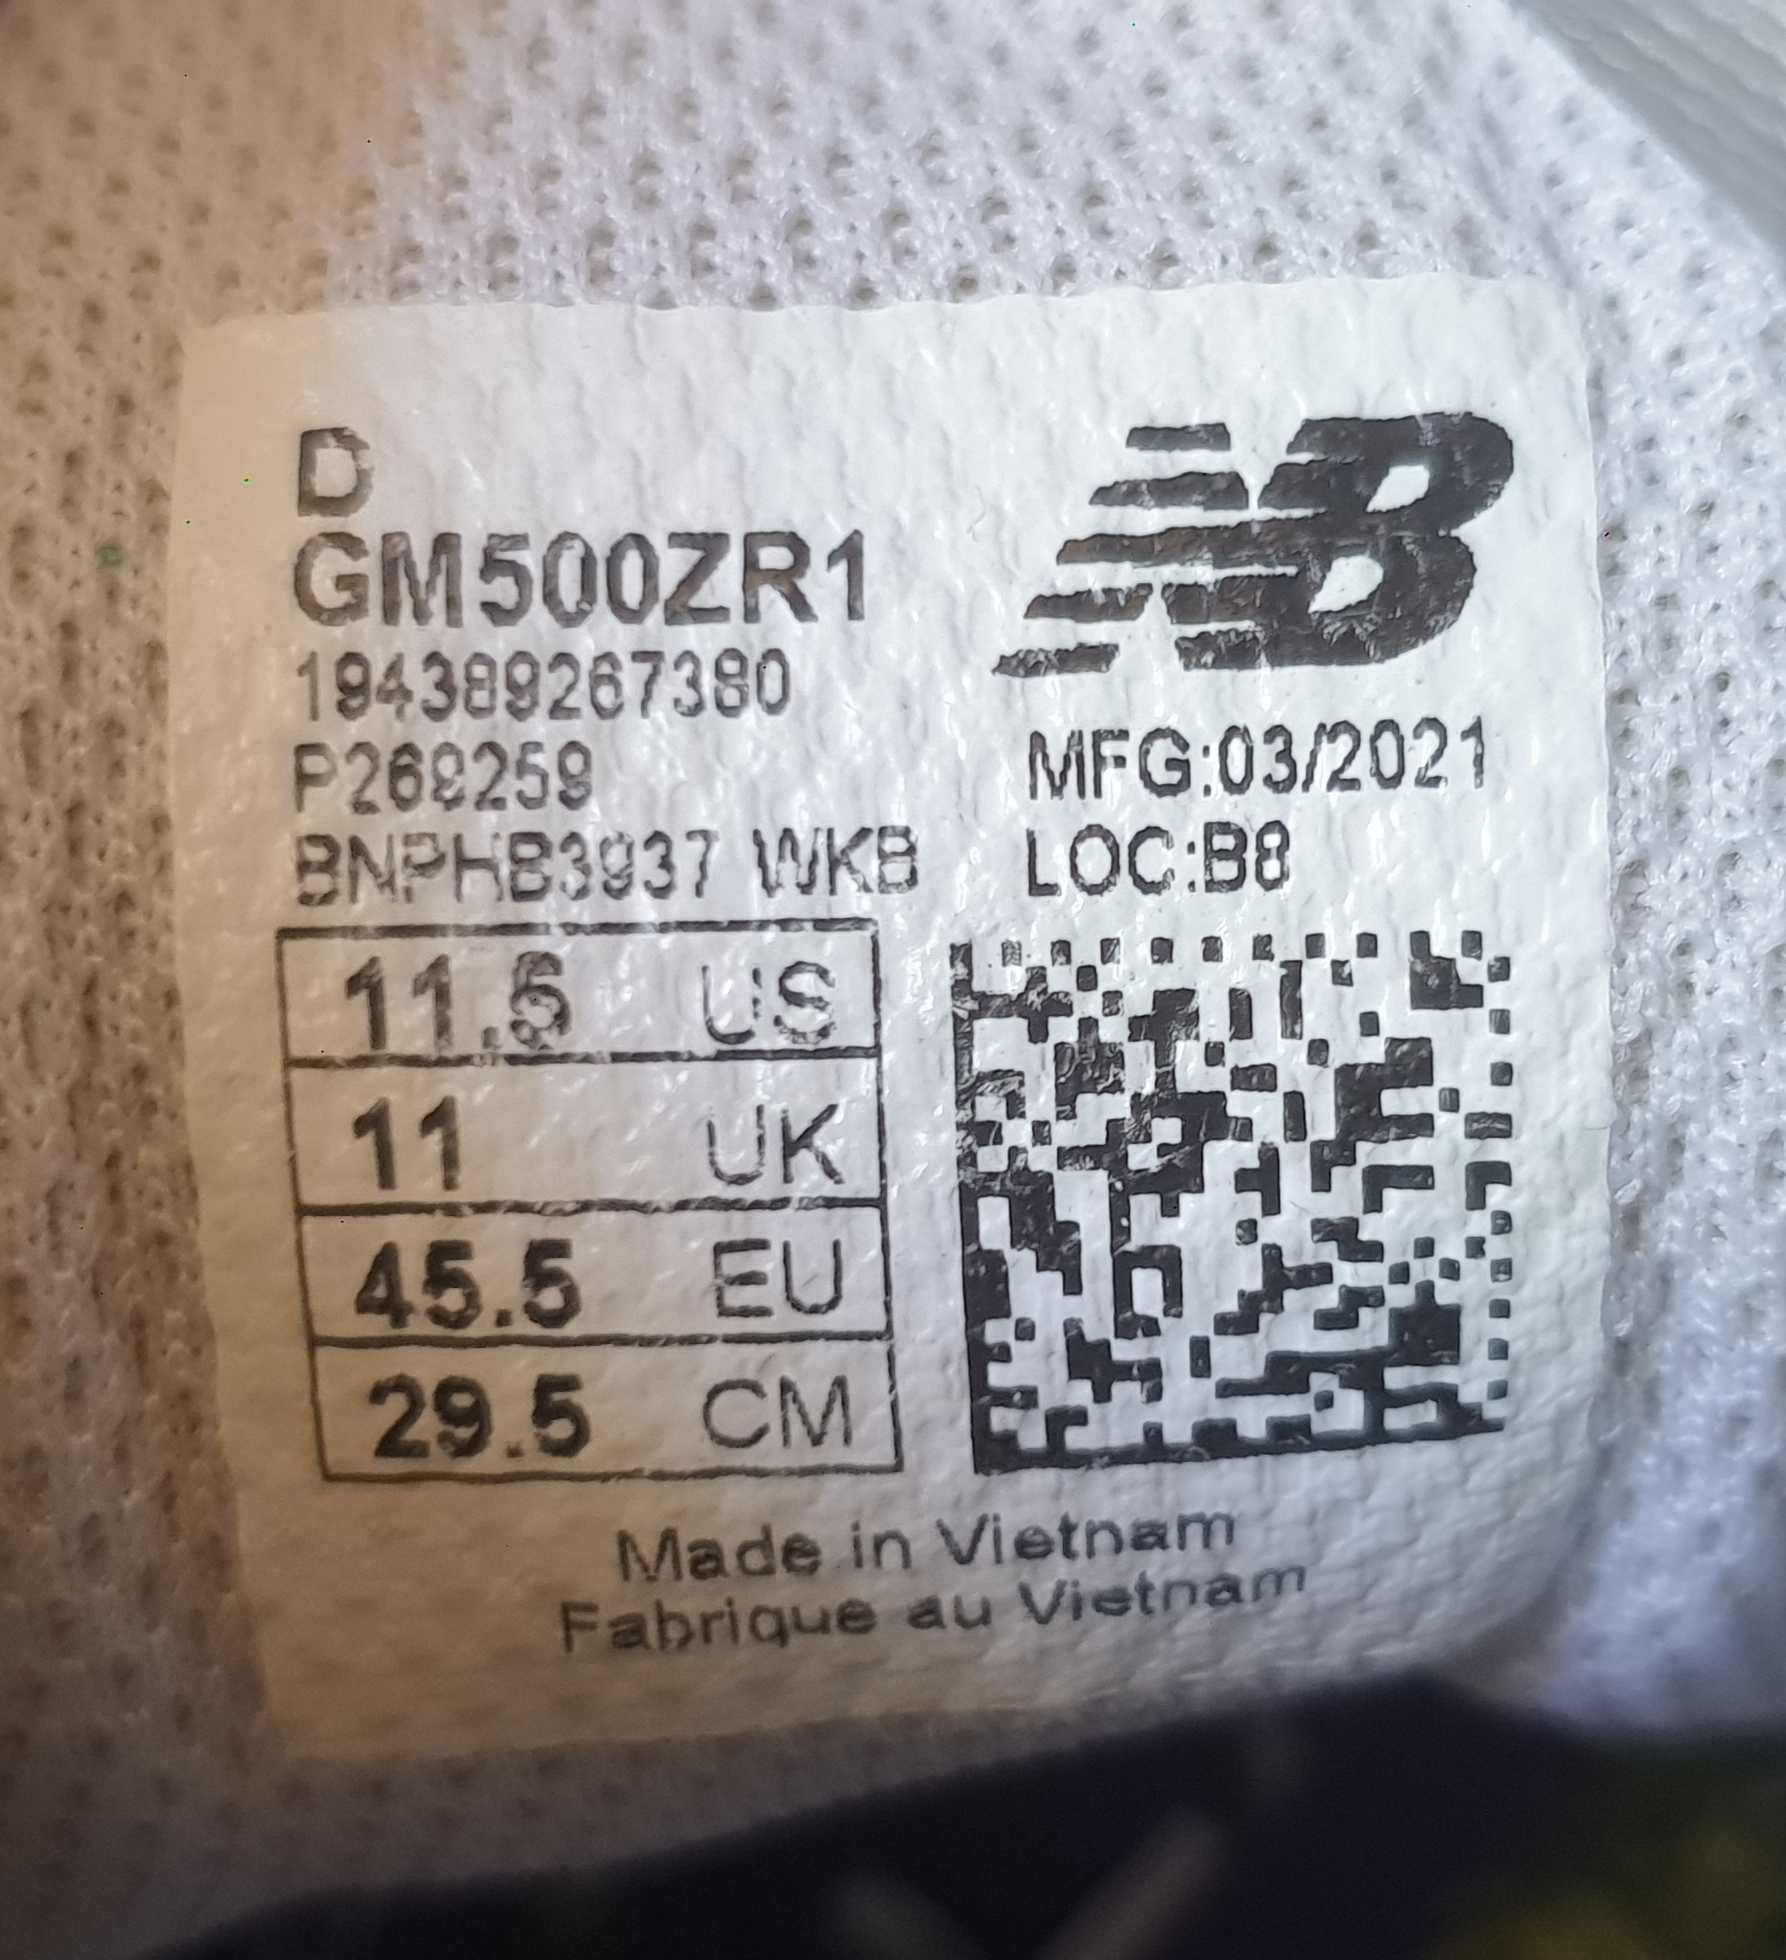 D
GM500ZR1
194389267380
P268259
BNPHB3937 WKB
NB
MFG:03/2021
LOC:B8
11.5 US
11 UK
45.5 EU
29.5 CM
Made in Vietnam
Fabrique au Vietnam